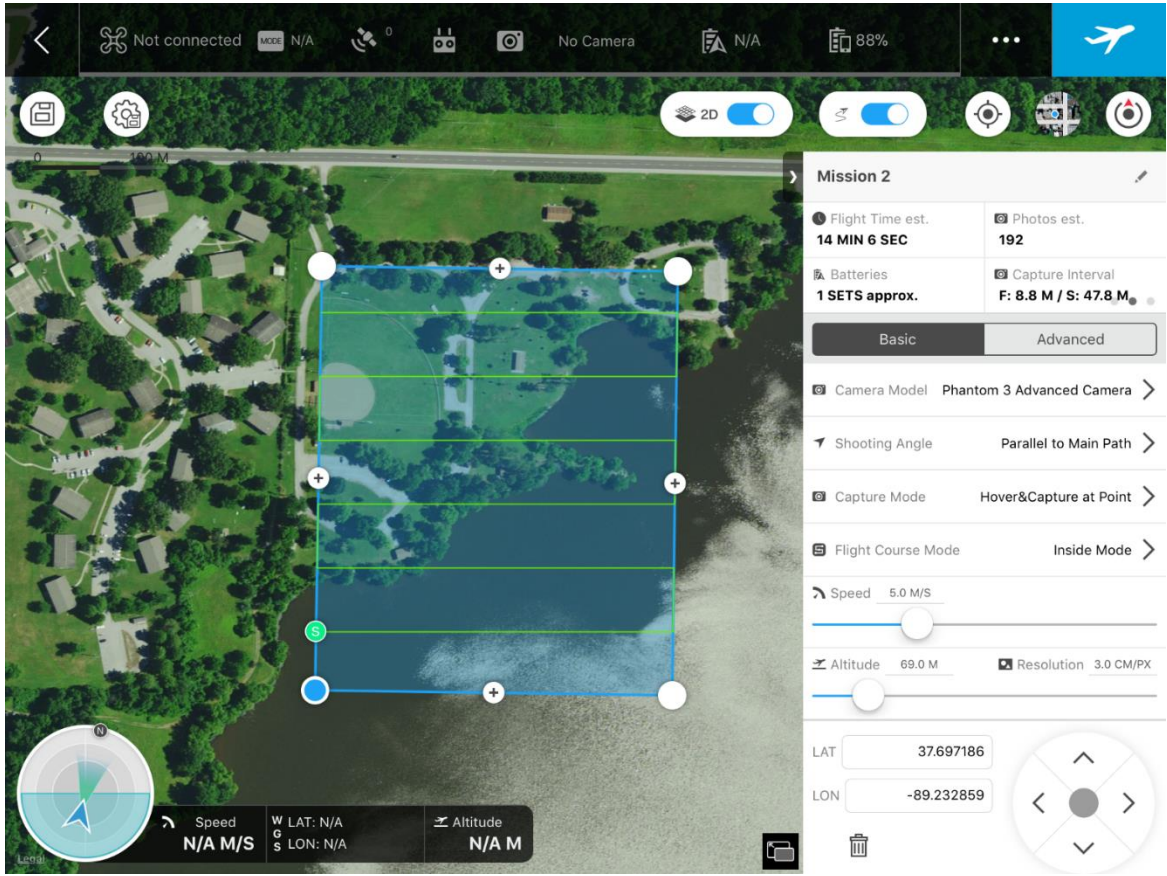 Not connected MODE N/A 0 No Camera N/A 88%
2D
0 100 M
Mission 2
Flight Time est.
14 MIN 6 SEC
Photos est.
192
Batteries
1 SETS approx.
Capture Interval
F: 8.8 M / S: 47.8 M
Basic Advanced
Camera Model Phantom 3 Advanced Camera
Shooting Angle Parallel to Main Path
Capture Mode Hover&Capture at Point
Flight Course Mode Inside Mode
Speed 5.0 M/S
S
Altitude 69.0 M Resolution 3.0 CM/PX
N
LAT 37.697186
LON -89.232859
Speed
N/A M/S
WGS
LAT: N/A
LON: N/A
Altitude
N/A M
Legal